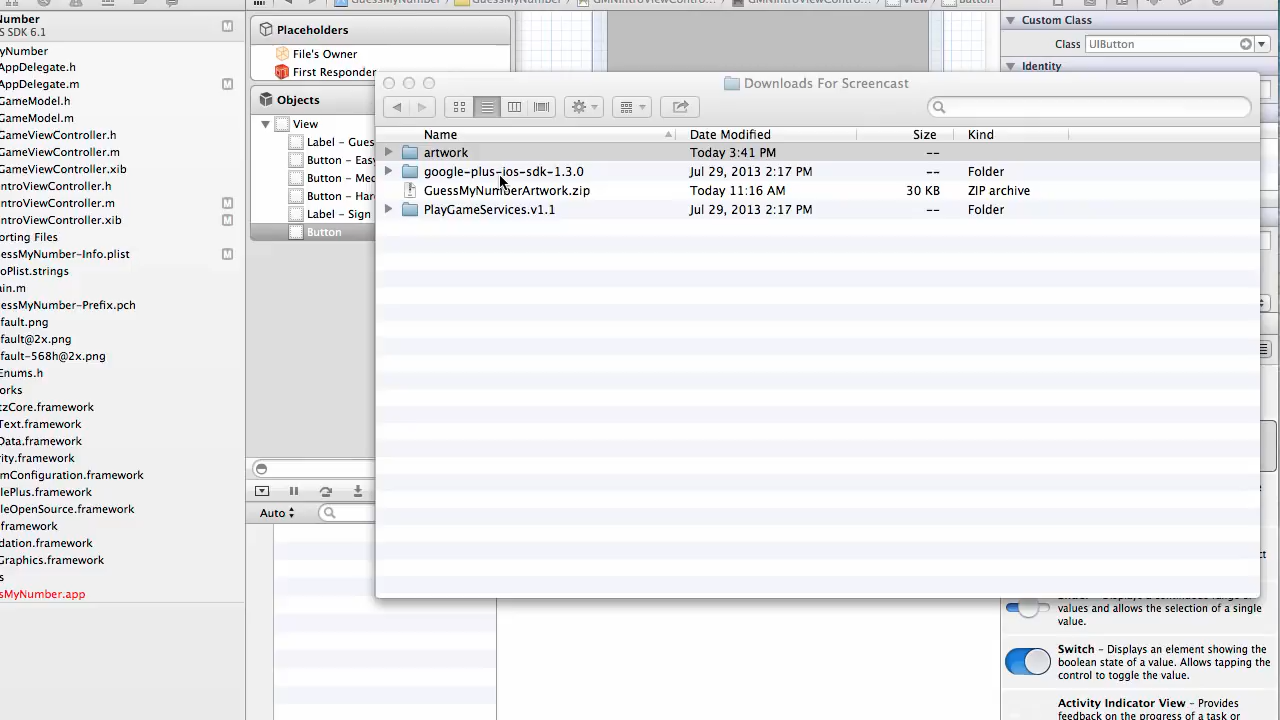 Number
S SDK 6.1
yNumber
AppDelegate.h
AppDelegate.m
GameModel.h
GameModel.m
GameViewController.h
GameViewController.m
GameViewController.xib
ntroViewController.h
ntroViewController.m
ntroViewController.xib
orting Files
essMyNumber-Info.plist
oPlist.strings
ain.m
essMyNumber-Prefix.pch
fault.png
fault@2x.png
fault-568h@2x.png
Enums.h
orks
tzCore.framework
Text.framework
Data.framework
rity.framework
mConfiguration.framework
lePlus.framework
leOpenSource.framework
.framework
dation.framework
Graphics.framework
s
sMyNumber.app
M
M
M
M
M
M
Placeholders
File's Owner
First Responder
Objects
View
Label – Gues
Button – Eas
Button – Med
Button – Har
Label – Sign
Button
Auto
Downloads For Screencast
Name
Date Modified
Size
Kind
artwork Today 3:41 PM --
google-plus-ios-sdk-1.3.0 Jul 29, 2013 2:17 PM -- Folder
GuessMyNumberArtwork.zip Today 11:16 AM 30 KB ZIP archive
PlayGameServices.v1.1 Jul 29, 2013 2:17 PM -- Folder
Custom Class
Class UIButton
Identity
values and allows the selection of a single
value.
Switch – Displays an element showing the
boolean state of a value. Allows tapping the
control to toggle the value.
Activity Indicator View – Provides
feedback on the progress of a task or